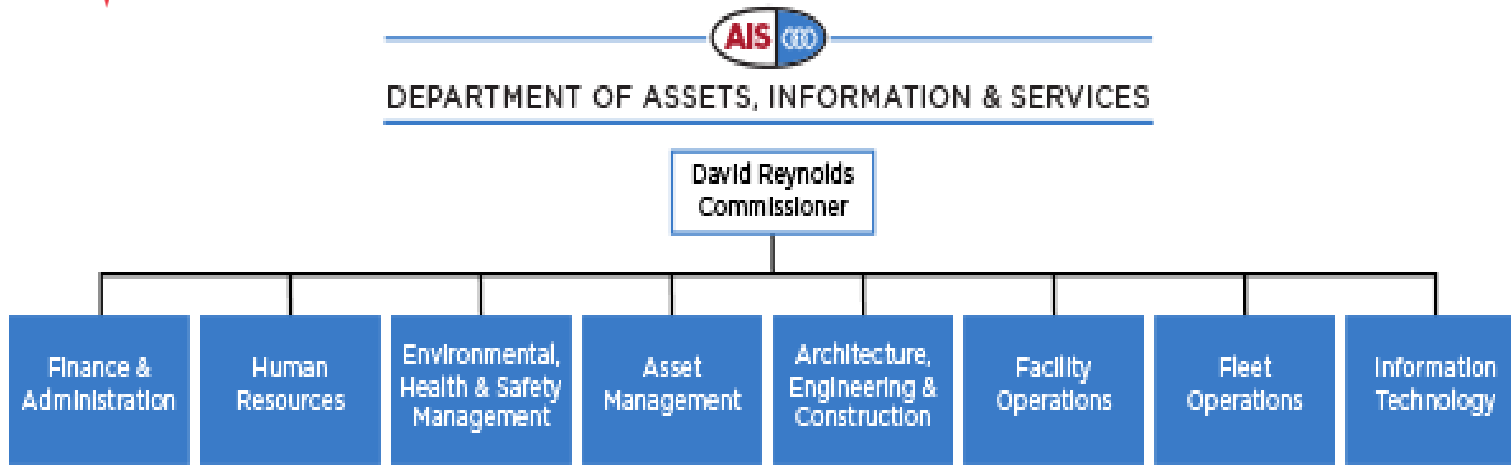 AIS
DEPARTMENT OF ASSETS, INFORMATION & SERVICES
David Reynolds
Commissioner
Finance &
Administration
Human
Resources
Environmental,
Health & Safety
Management
Asset
Management
Architecture,
Engineering &
Construction
Facility
Operations
Fleet
Operations
Information
Technology